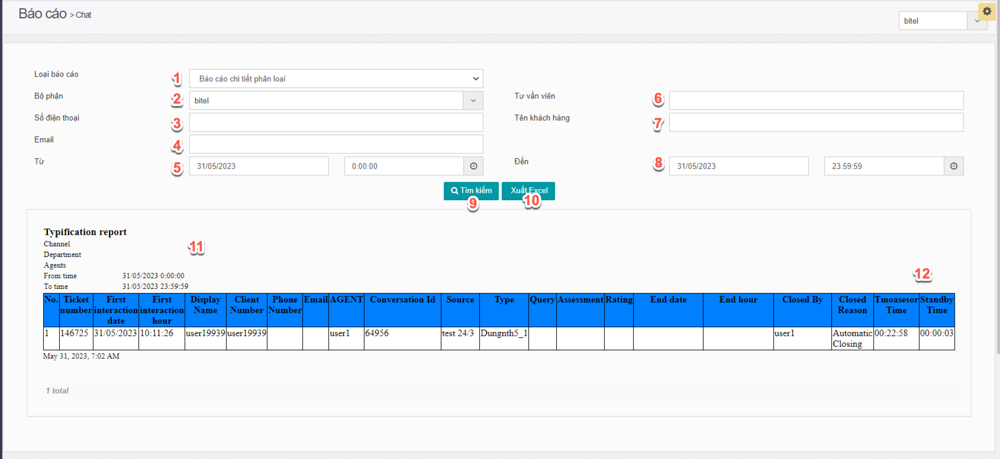 Báo cáo > Chat
bitel
Loại báo cáo
1
Báo cáo chi tiết phân loại
Bộ phận
2
bitel
Tư vấn viên
6
Số điện thoại
3
Tên khách hàng
7
Email
4
Từ
5
31/05/2023
0:00:00
Đến
8
31/05/2023
23:59:59
Tìm kiếm
Xuất Excel
9
10
Typification report
11
Channel
Department
Agents
From time 31/05/2023 0:00:00
12
To time 31/05/2023 23:59:59
No. Ticket number First interaction date First interaction hour Display Name Client Number Phone Number Email AGENT Conversation Id Source Type Query Assessment Rating End date End hour Closed By Closed Reason Tmoasesor Time Standby Time
1 146725 31/05/2023 10:11:26 user19939 user19939 user1 64956 test 24/3 Dungnth5_1 user1 Automatic Closing 00:22:58 00:00:03
May 31, 2023, 7:02 AM
1 total